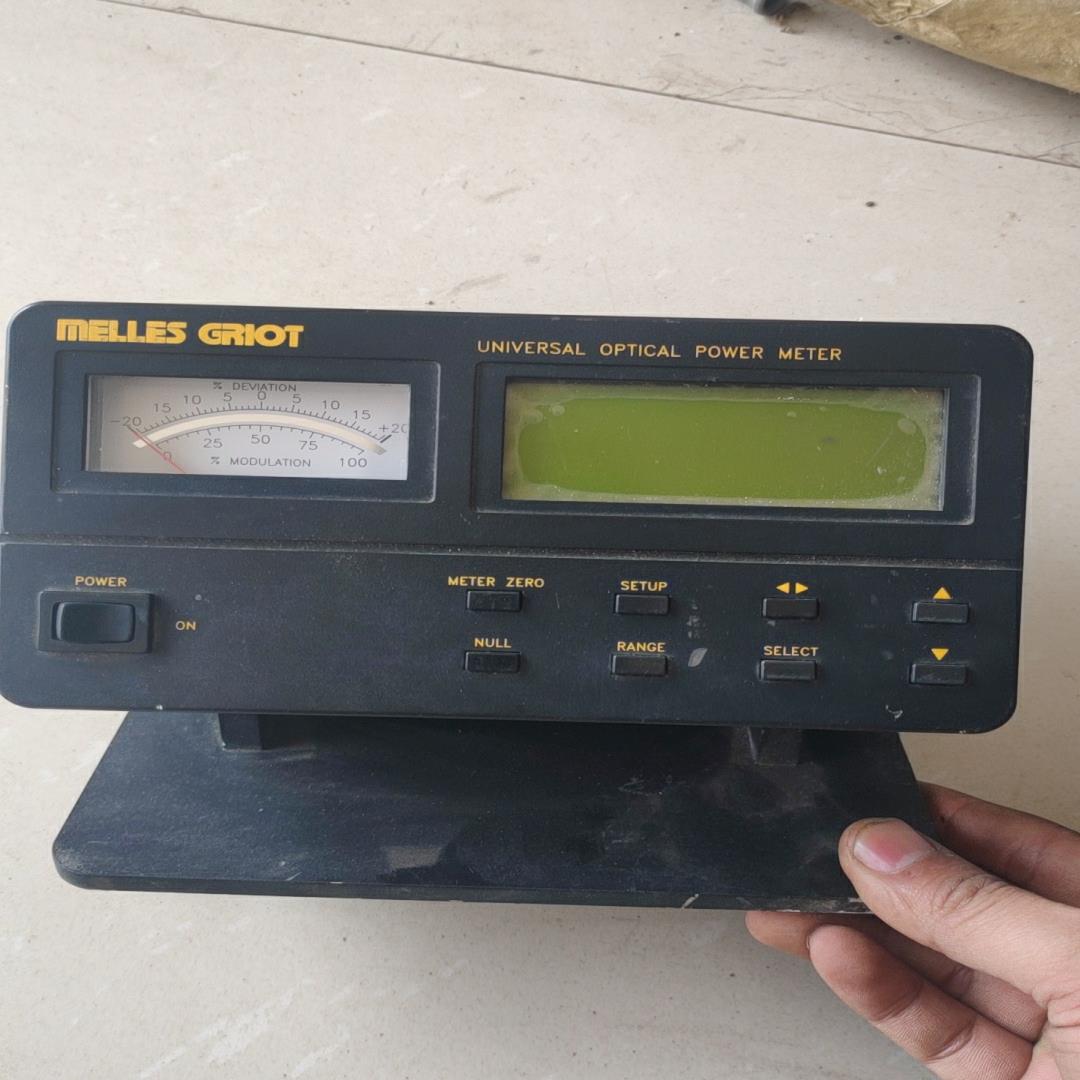 MELLES GRIOT
UNIVERSAL OPTICAL POWER METER
% DEVIATION
-20 15 10 5 0 5 10 15 +20
0 25 50 75 100
% MODULATION
POWER
ON
METER ZERO
SETUP
NULL
RANGE
SELECT